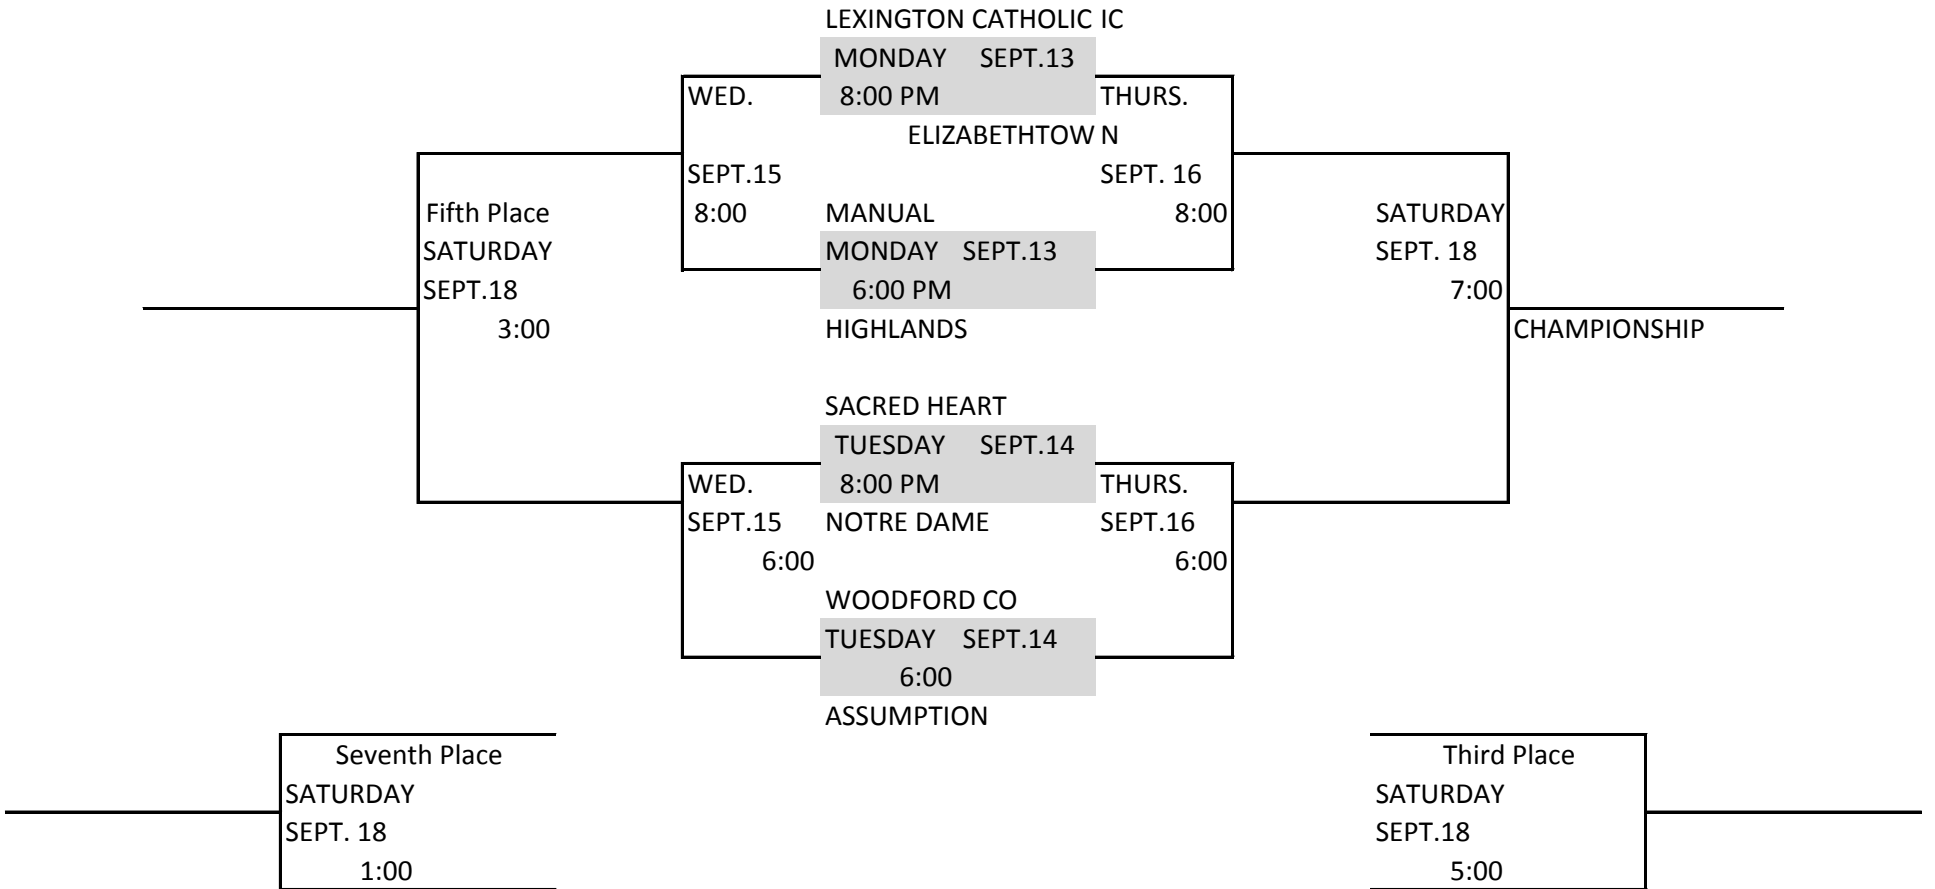 LEXINGTON CATHOLIC IC
MONDAY SEPT.13
WED. 8:00 PM THURS.
ELIZABETHTOW N
SEPT.15 SEPT. 16
Fifth Place 8:00 MANUAL 8:00 SATURDAY
SATURDAY MONDAY SEPT.13 SEPT. 18
SEPT.18 6:00 PM 7:00
3:00 HIGHLANDS CHAMPIONSHIP
SACRED HEART
TUESDAY SEPT.14
WED. 8:00 PM THURS.
SEPT.15 NOTRE DAME SEPT.16
6:00 6:00
WOODFORD CO
TUESDAY SEPT.14
6:00
ASSUMPTION
Seventh Place Third Place
SATURDAY SATURDAY
SEPT. 18 SEPT.18
1:00 5:00